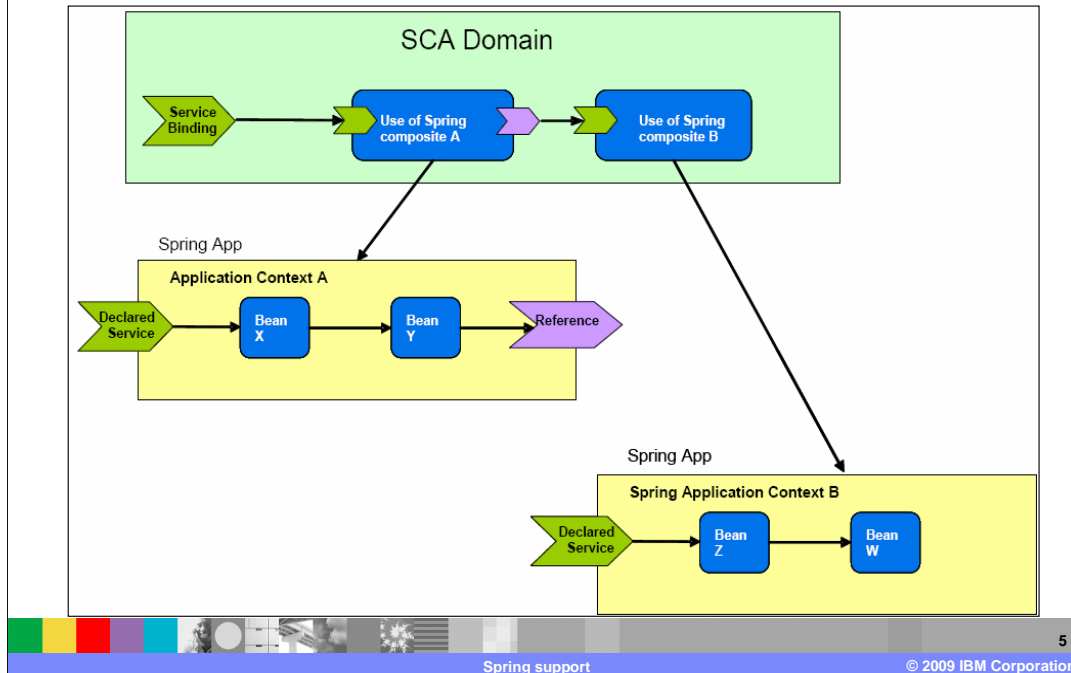 SCA Domain
Service
Binding
Use of Spring
composite A
Use of Spring
composite B
Spring App
Application Context A
Declared
Service
Bean
X
Bean
Y
Reference
Spring App
Spring Application Context B
Declared
Service
Bean
Z
Bean
W
5
Spring support
© 2009 IBM Corporation